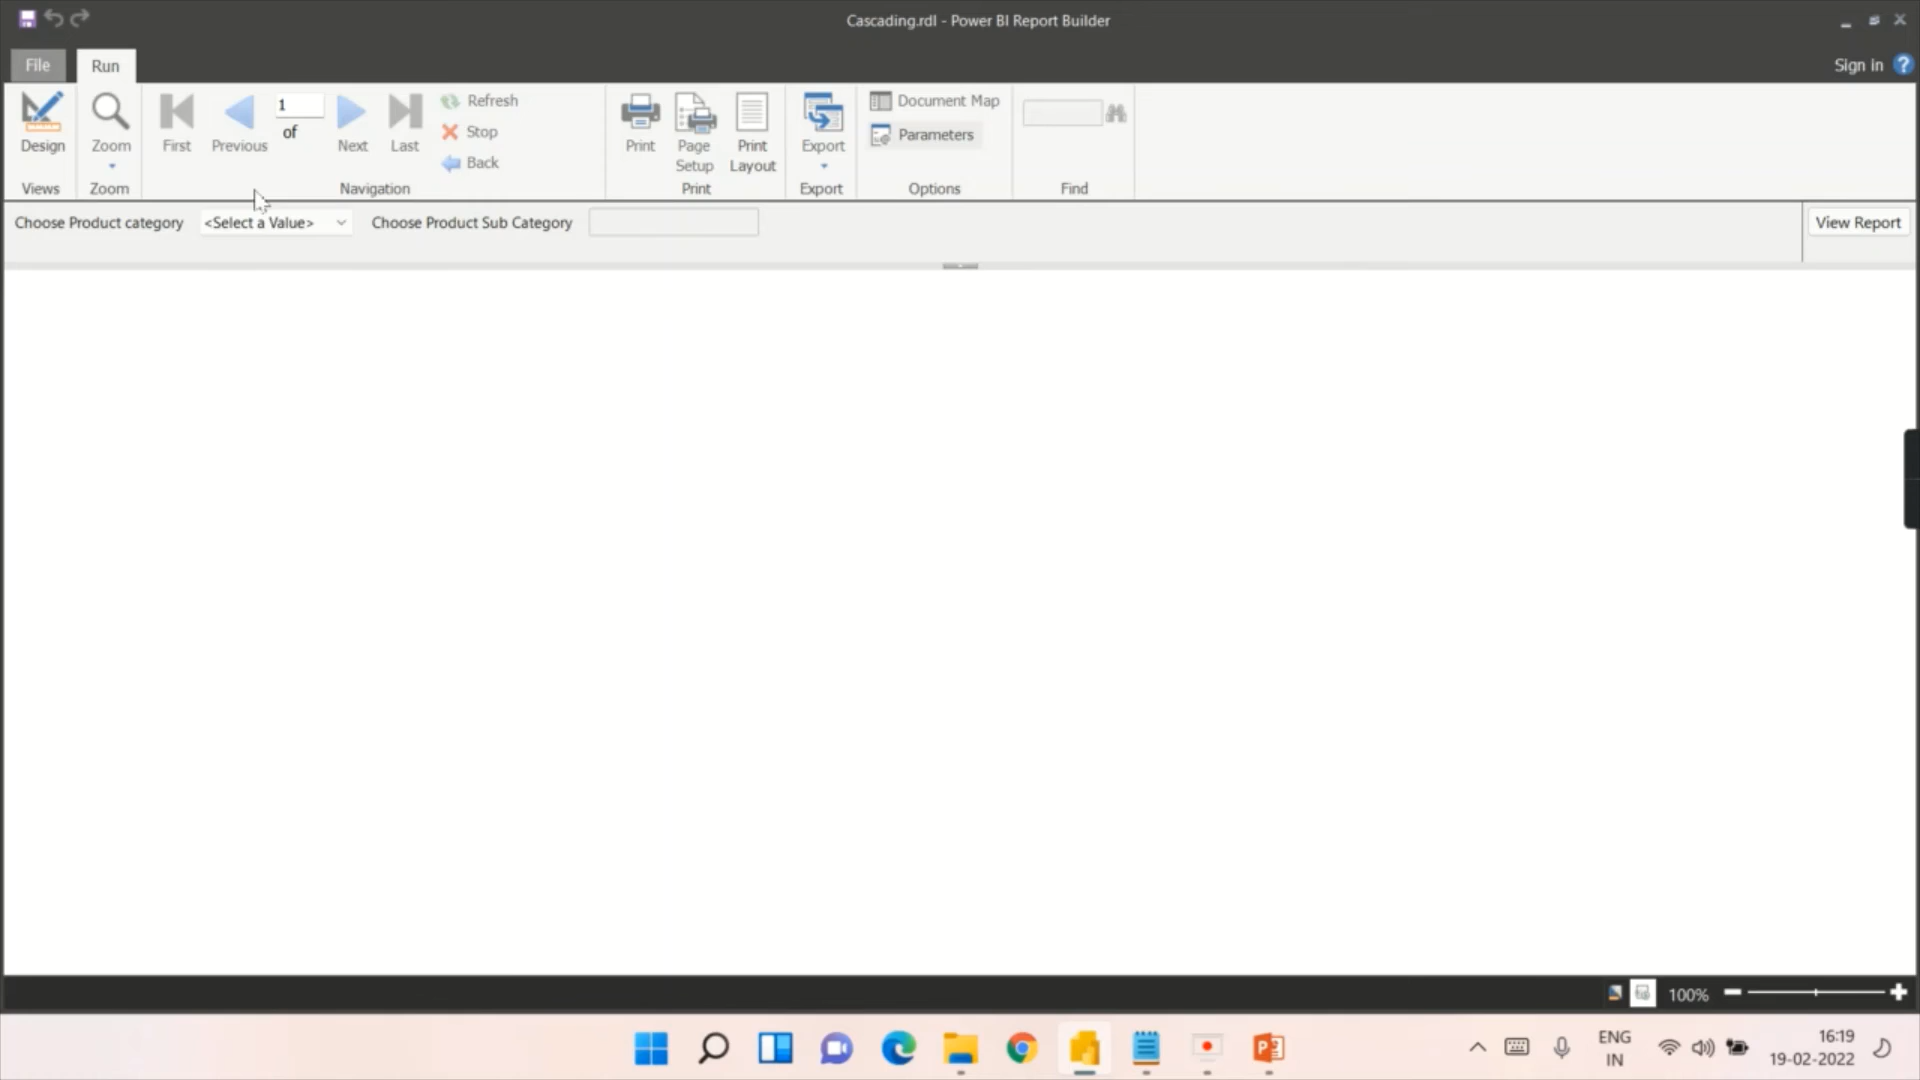 Cascading.rdl - Power BI Report Builder
File
Run
Sign in
?
Design
Zoom
First
Previous
1
of
Next
Last
Refresh
Stop
Back
Print
Page
Setup
Print
Layout
Export
Document Map
Parameters
Views
Zoom
Navigation
Print
Export
Options
Find
Choose Product category
<Select a Value>
Choose Product Sub Category
View Report
100%
ENG
IN
16:19
19-02-2022